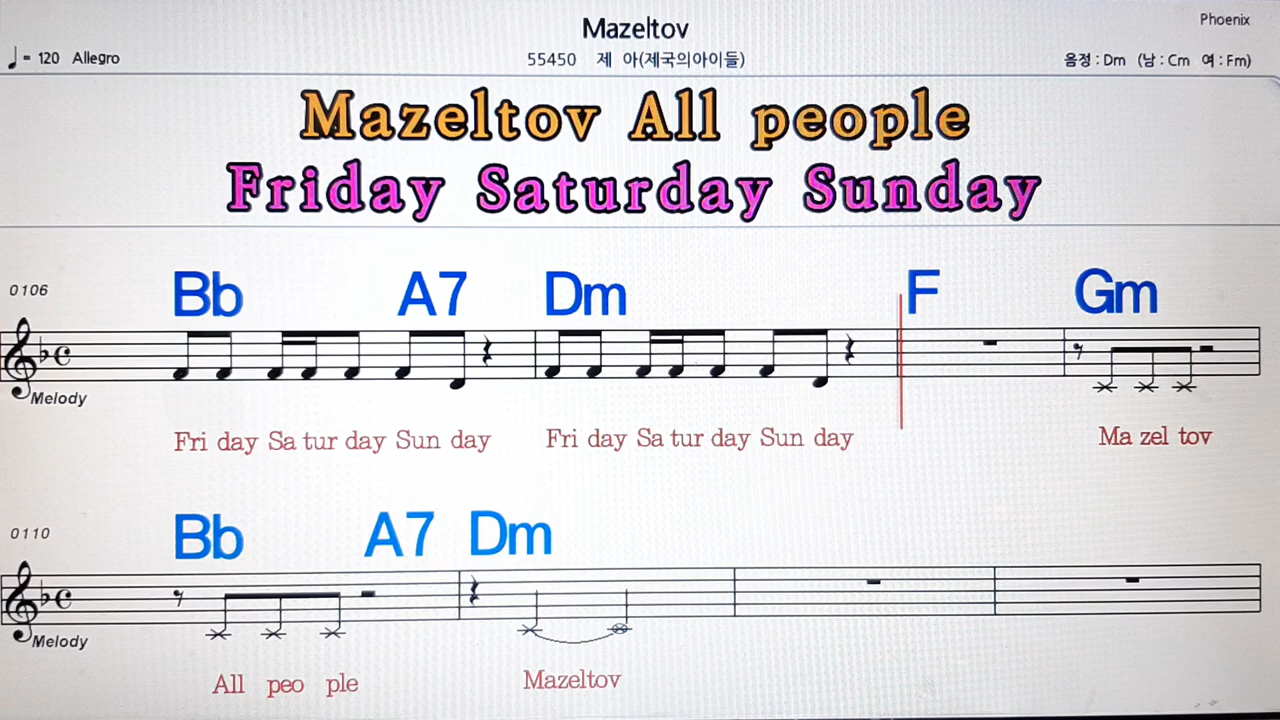 Mazeltov
Phoenix
♩= 120 Allegro
55450 제 아(제국의아이들)
음정 : Dm (남 : Cm 여 : Fm)
Mazeltov All people
Friday Saturday Sunday
0106
Bb A7 Dm F Gm
Melody
Fri day Sa tur day Sun day Fri day Sa tur day Sun day Ma zel tov
0110
Bb A7 Dm
Melody
All peo ple Mazeltov